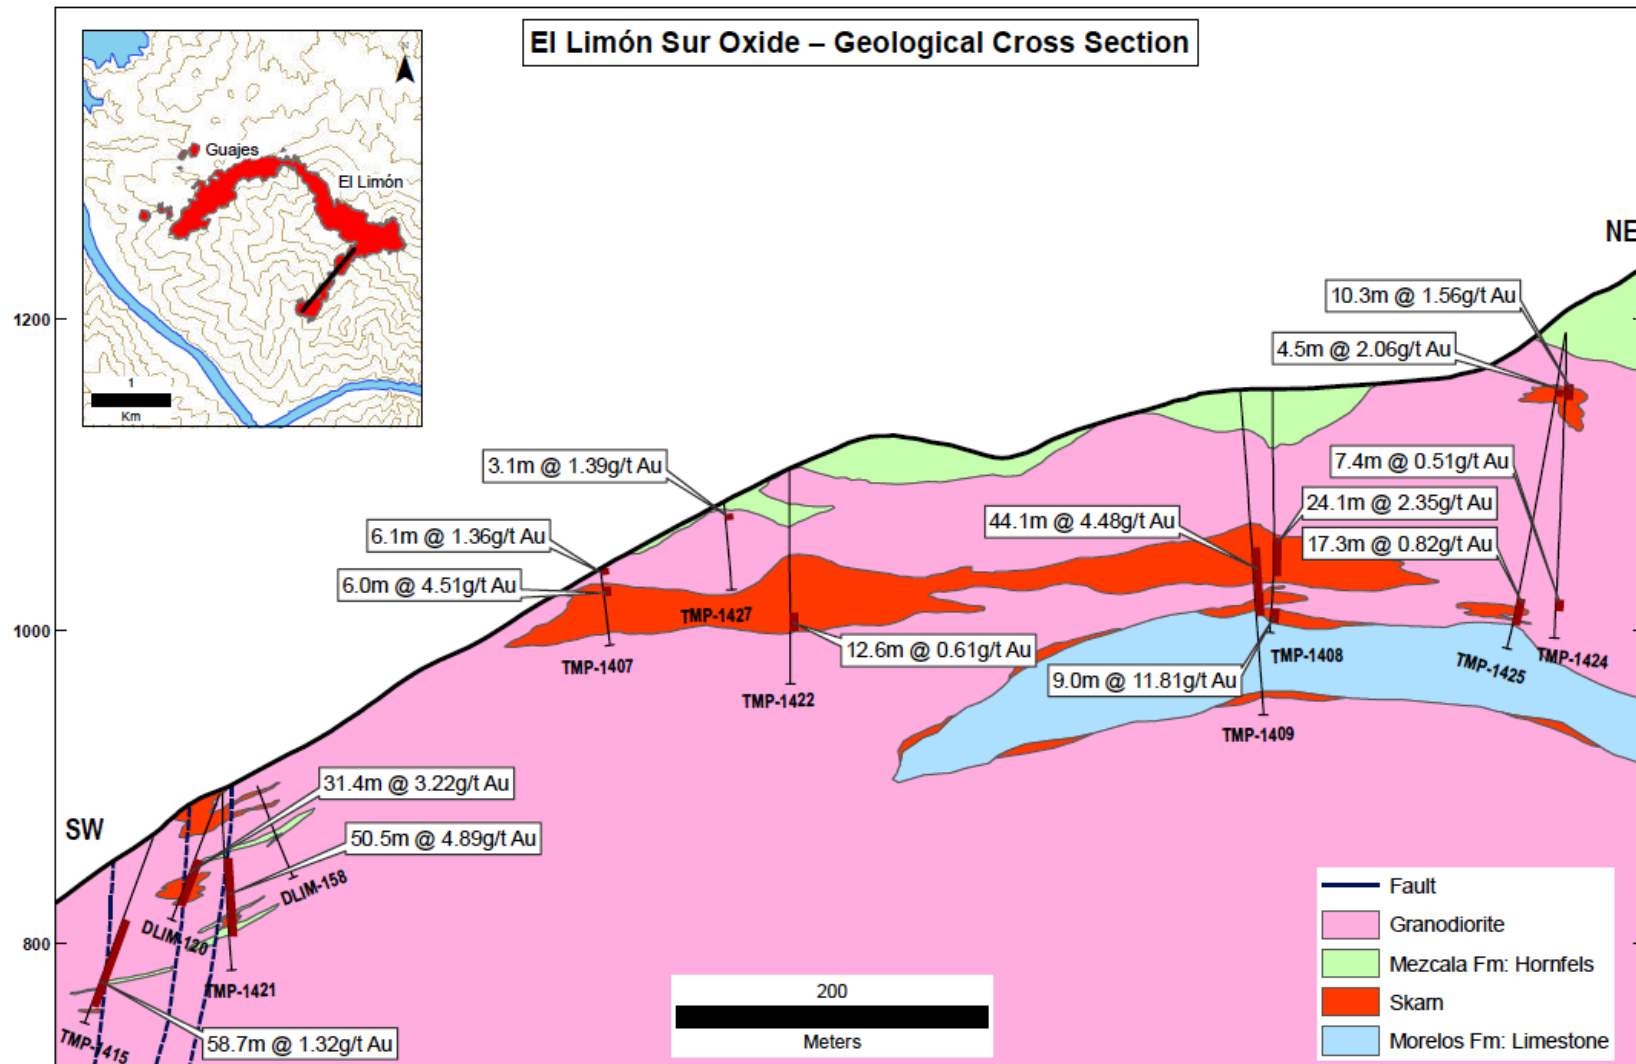 El Limón Sur Oxide – Geological Cross Section
N
Guajes
El Limón
1
Km
NE
1200
10.3m @ 1.56g/t Au
4.5m @ 2.06g/t Au
3.1m @ 1.39g/t Au
7.4m @ 0.51g/t Au
24.1m @ 2.35g/t Au
44.1m @ 4.48g/t Au
6.1m @ 1.36g/t Au
17.3m @ 0.82g/t Au
6.0m @ 4.51g/t Au
1000
TMP-1427
12.6m @ 0.61g/t Au
TMP-1407
TMP-1408
TMP-1424
TMP-1425
9.0m @ 11.81g/t Au
TMP-1422
TMP-1409
31.4m @ 3.22g/t Au
SW
50.5m @ 4.89g/t Au
DLIM-158
DLIM-120
800
TMP-1421
TMP-1415
58.7m @ 1.32g/t Au
200
Meters
Fault
Granodiorite
Mezcala Fm: Hornfels
Skarn
Morelos Fm: Limestone